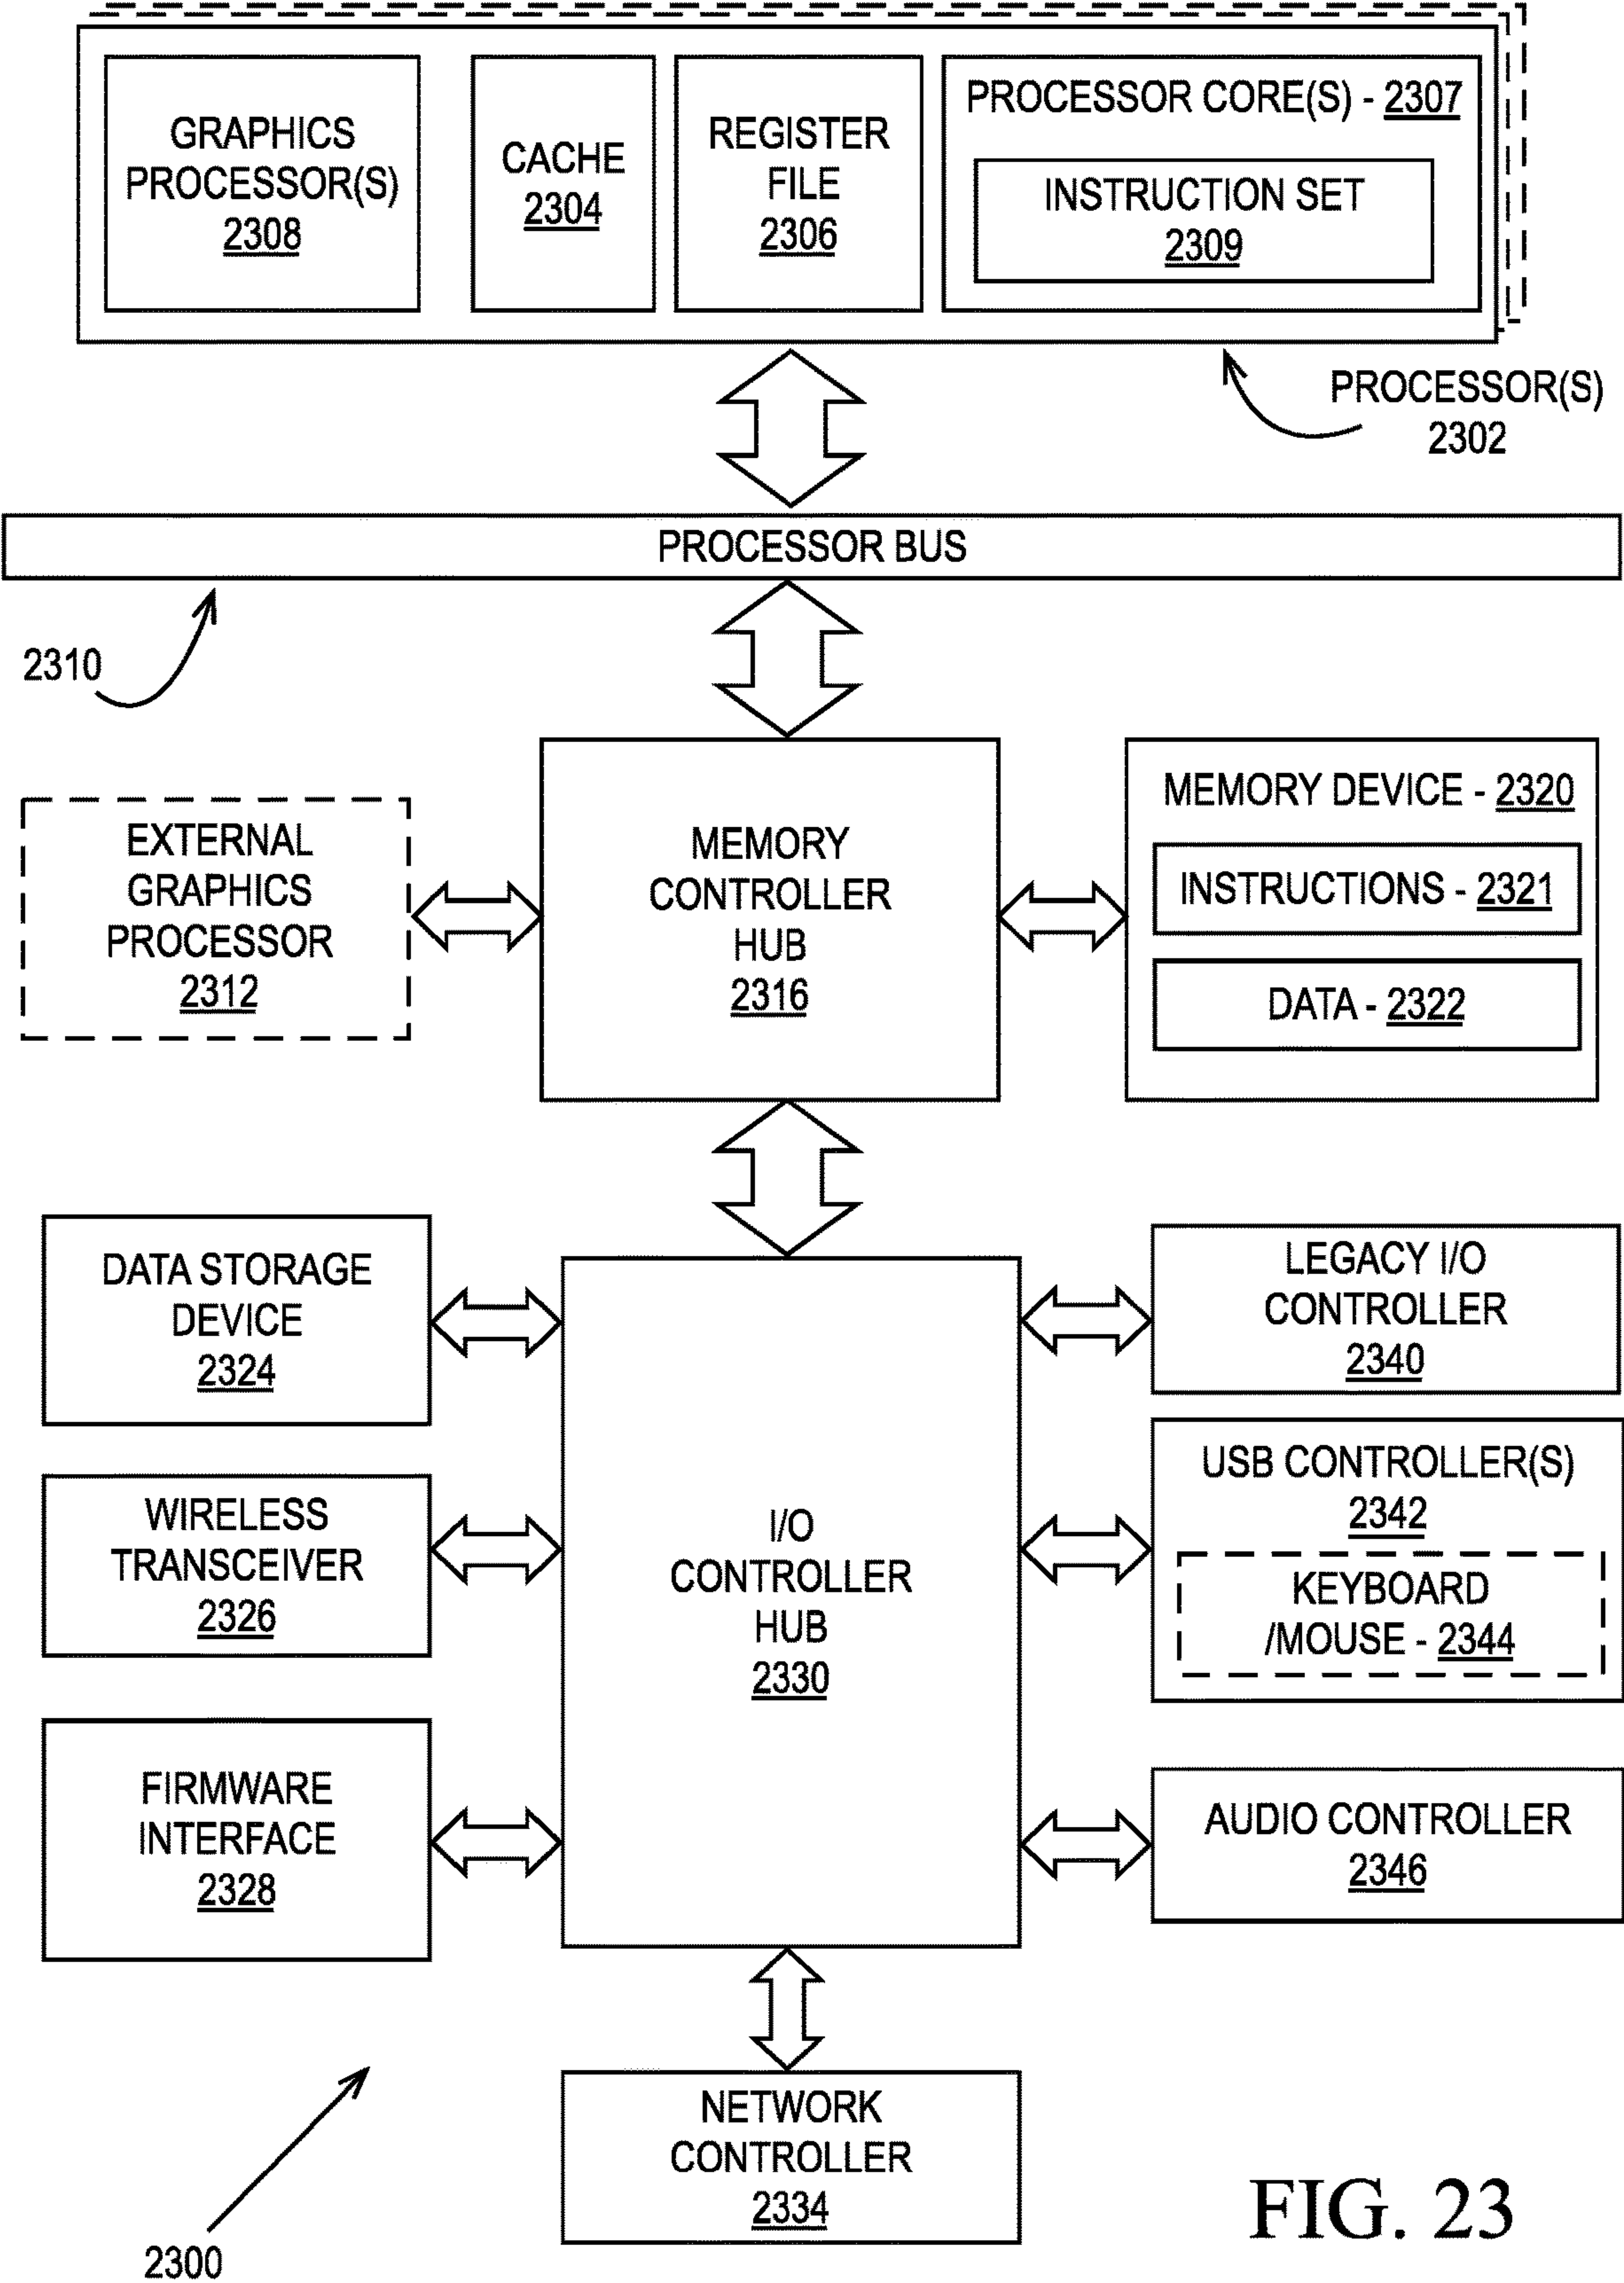 GRAPHICS
PROCESSOR(S)
2308
CACHE
2304
REGISTER
FILE
2306
PROCESSOR CORE(S) - 2307
INSTRUCTION SET
2309
PROCESSOR(S)
2302
PROCESSOR BUS
2310
EXTERNAL
GRAPHICS
PROCESSOR
2312
MEMORY
CONTROLLER
HUB
2316
MEMORY DEVICE - 2320
INSTRUCTIONS - 2321
DATA - 2322
DATA STORAGE
DEVICE
2324
WIRELESS
TRANSCEIVER
2326
FIRMWARE
INTERFACE
2328
I/O
CONTROLLER
HUB
2330
LEGACY I/O
CONTROLLER
2340
USB CONTROLLER(S)
2342
KEYBOARD
/MOUSE - 2344
AUDIO CONTROLLER
2346
NETWORK
CONTROLLER
2334
2300
FIG. 23